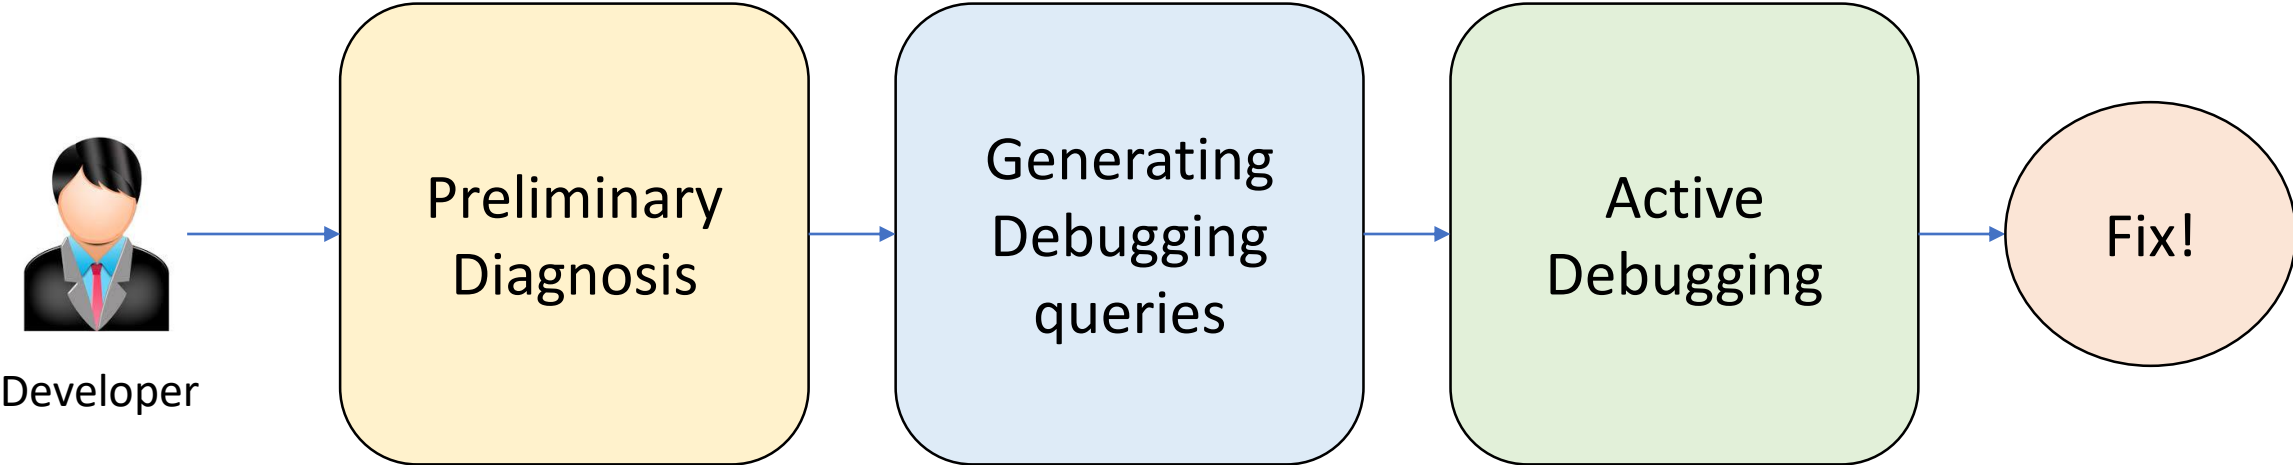 Developer
Preliminary
Diagnosis
Generating
Debugging
queries
Active
Debugging
Fix!